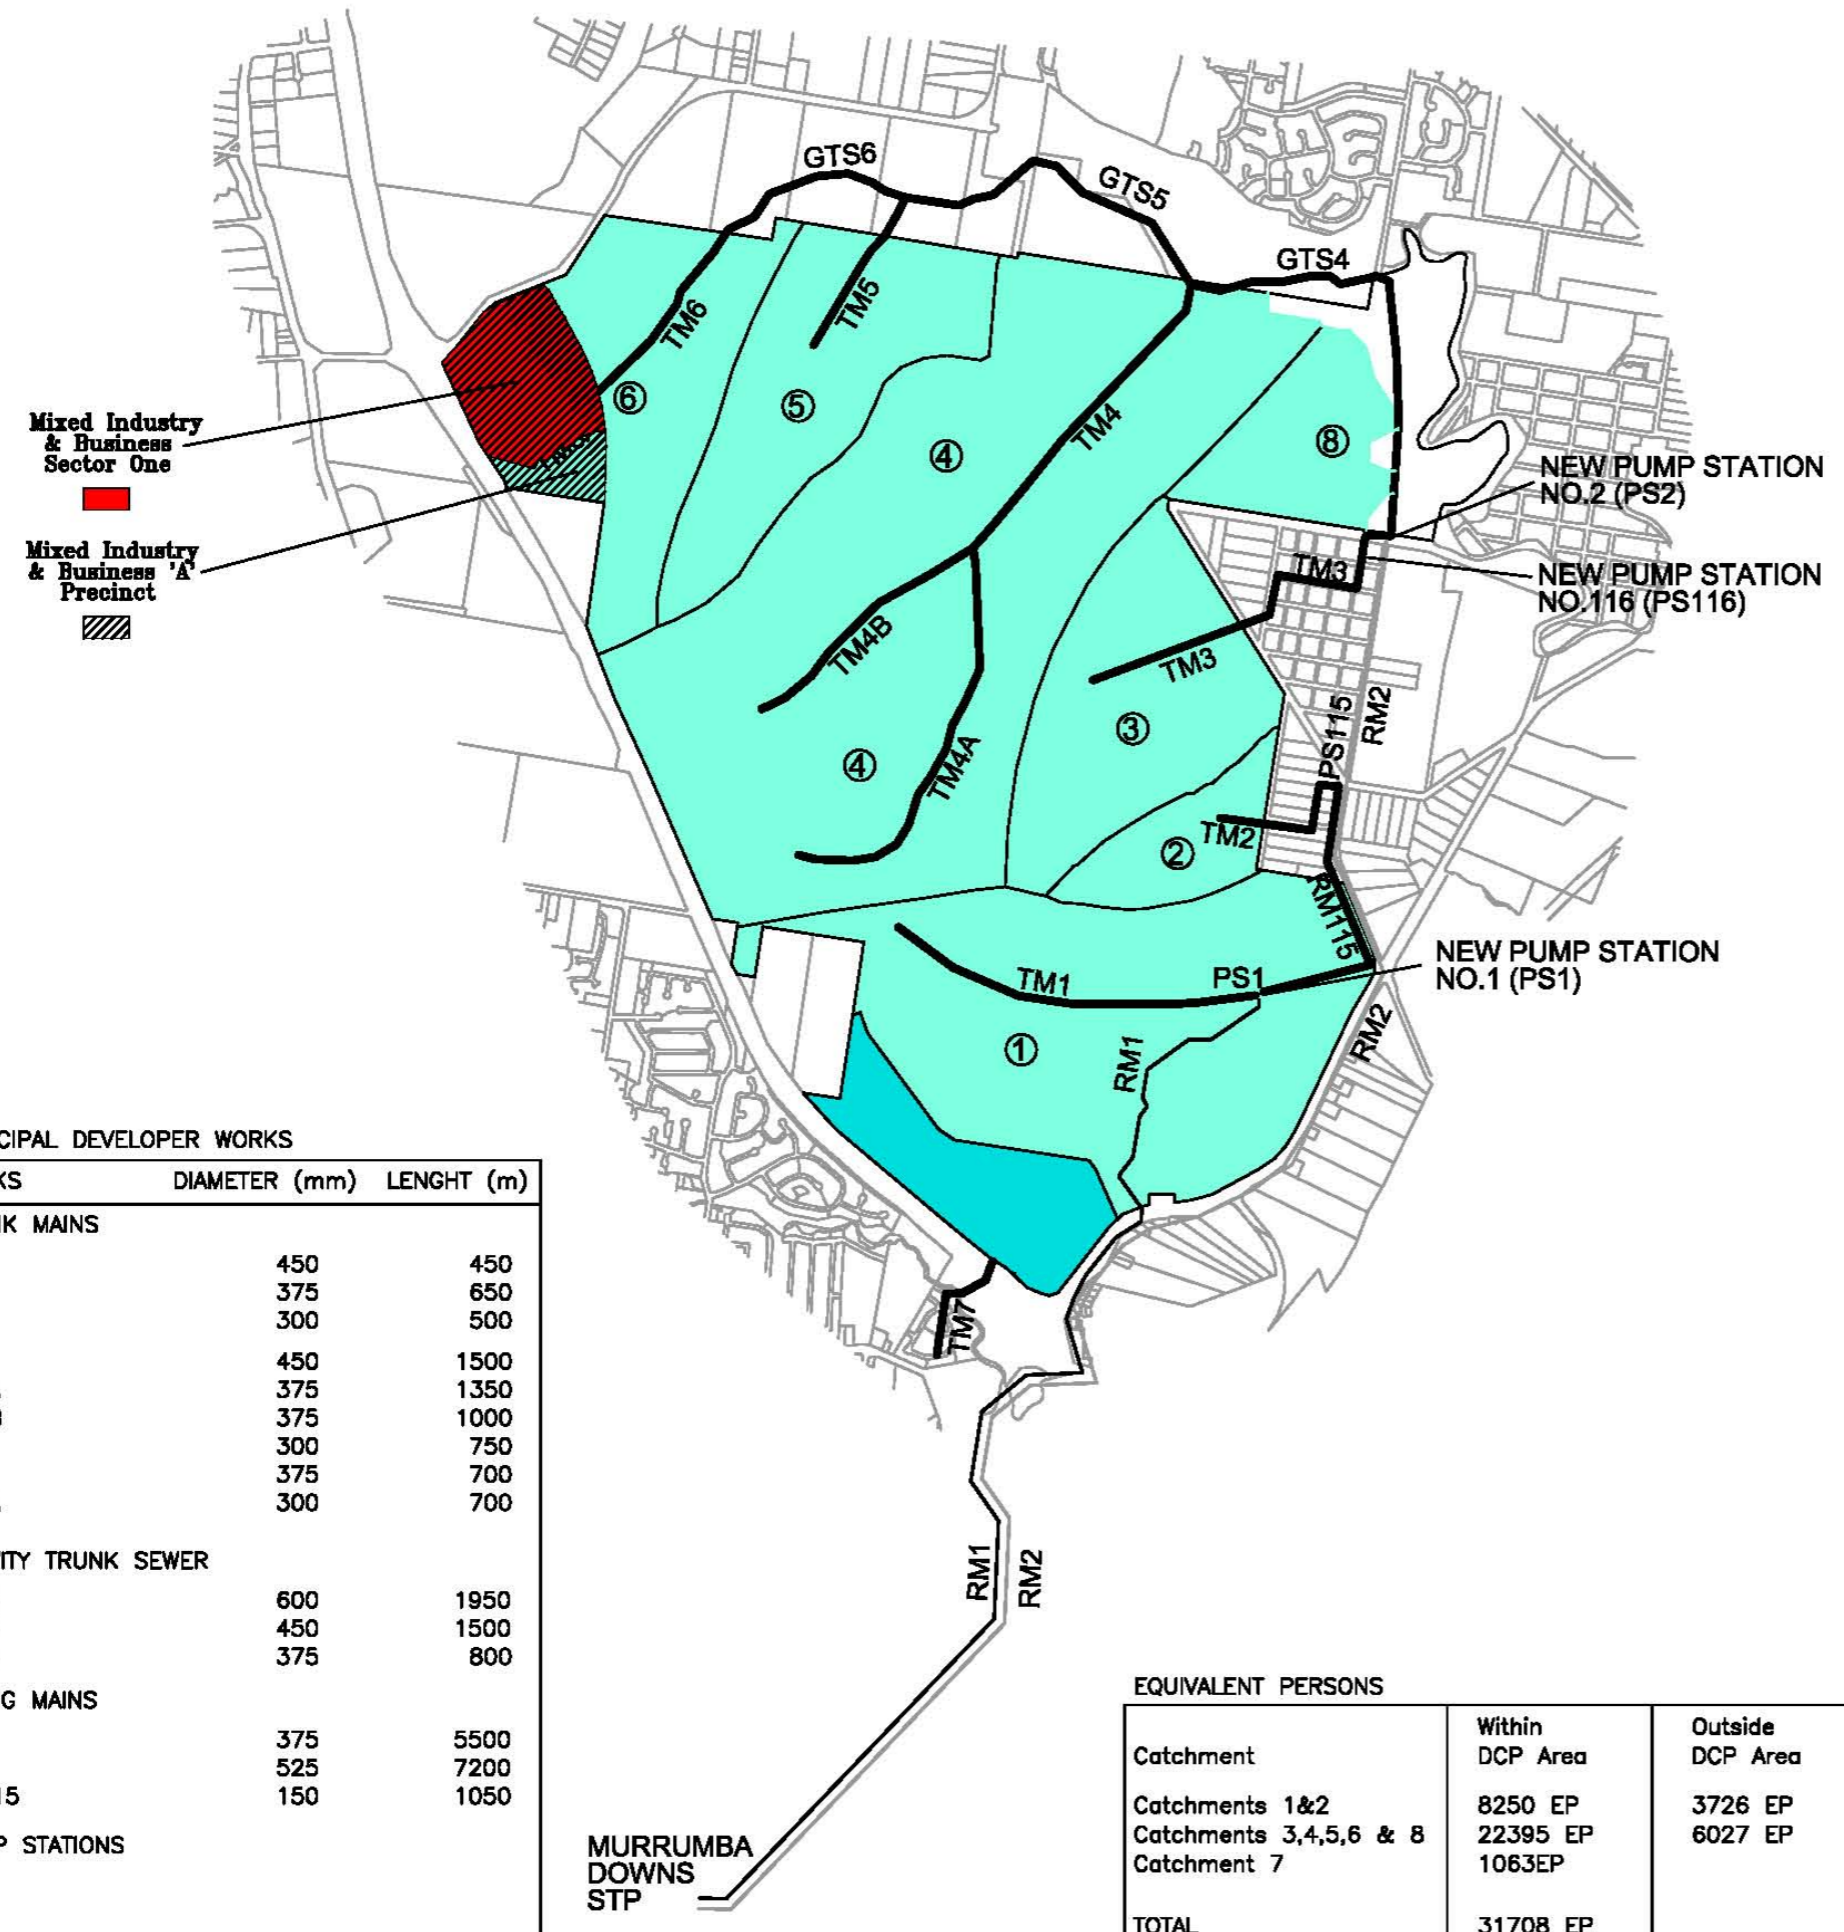 GTS6
GTS5
GTS4
TM6
TM5
TM4
⑥
⑤
④
⑧
Mixed Industry
& Business
Sector One
Mixed Industry
& Business 'A'
Precinct
NEW PUMP STATION
NO.2 (PS2)
TM3
NEW PUMP STATION
NO.116 (PS116)
TM4B
TM3
③
PS115
RM2
④
TM4A
TM2
②
RM115
NEW PUMP STATION
NO.1 (PS1)
TM1
PS1
①
RM1
RM2
TM7
RM1
RM2
MURRUMBA
DOWNS
STP
CIPAL DEVELOPER WORKS
KS DIAMETER (mm) LENGHT (m)
NK MAINS
450 450
375 650
300 500
450 1500
375 1350
375 1000
300 750
375 700
300 700
ITY TRUNK SEWER
600 1950
450 1500
375 800
G MAINS
375 5500
525 7200
15 150 1050
P STATIONS
EQUIVALENT PERSONS
Catchment Within DCP Area Outside DCP Area
Catchments 1&2 8250 EP 3726 EP
Catchments 3,4,5,6 & 8 22395 EP 6027 EP
Catchment 7 1063EP
TOTAL 31708 EP